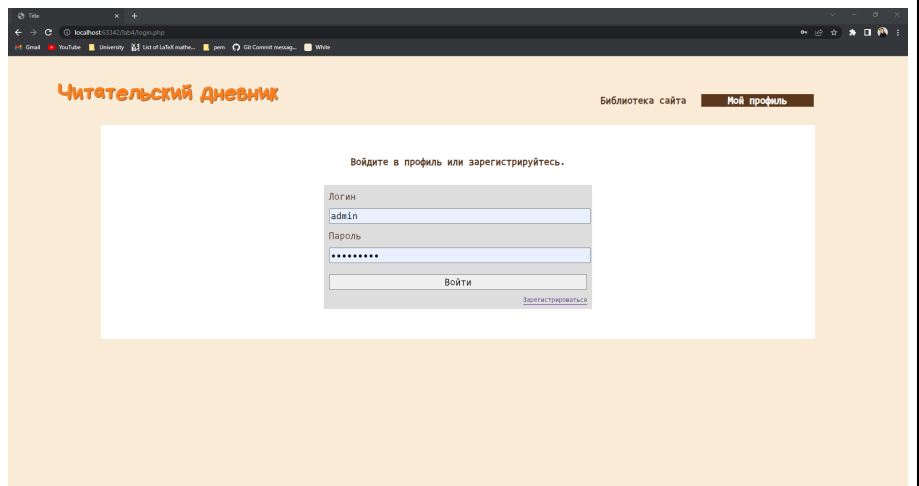 Title
localhost:63342/lab4/login.php
Gmail YouTube University List of LaTeX mathe... pem Git Commit messag... White
Читательский дневник
Библиотека сайта Мой профиль
Войдите в профиль или зарегистрируйтесь.
Логин
admin
Пароль
•••••••••
Войти
Зарегистрироваться